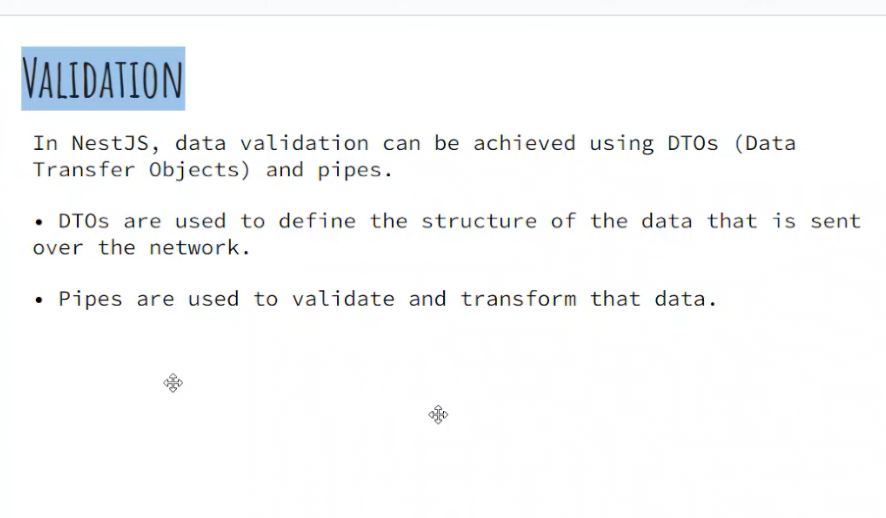 VALIDATION
In NestJS, data validation can be achieved using DTOs (Data
Transfer Objects) and pipes.
• DTOs are used to define the structure of the data that is sent
over the network.
• Pipes are used to validate and transform that data.